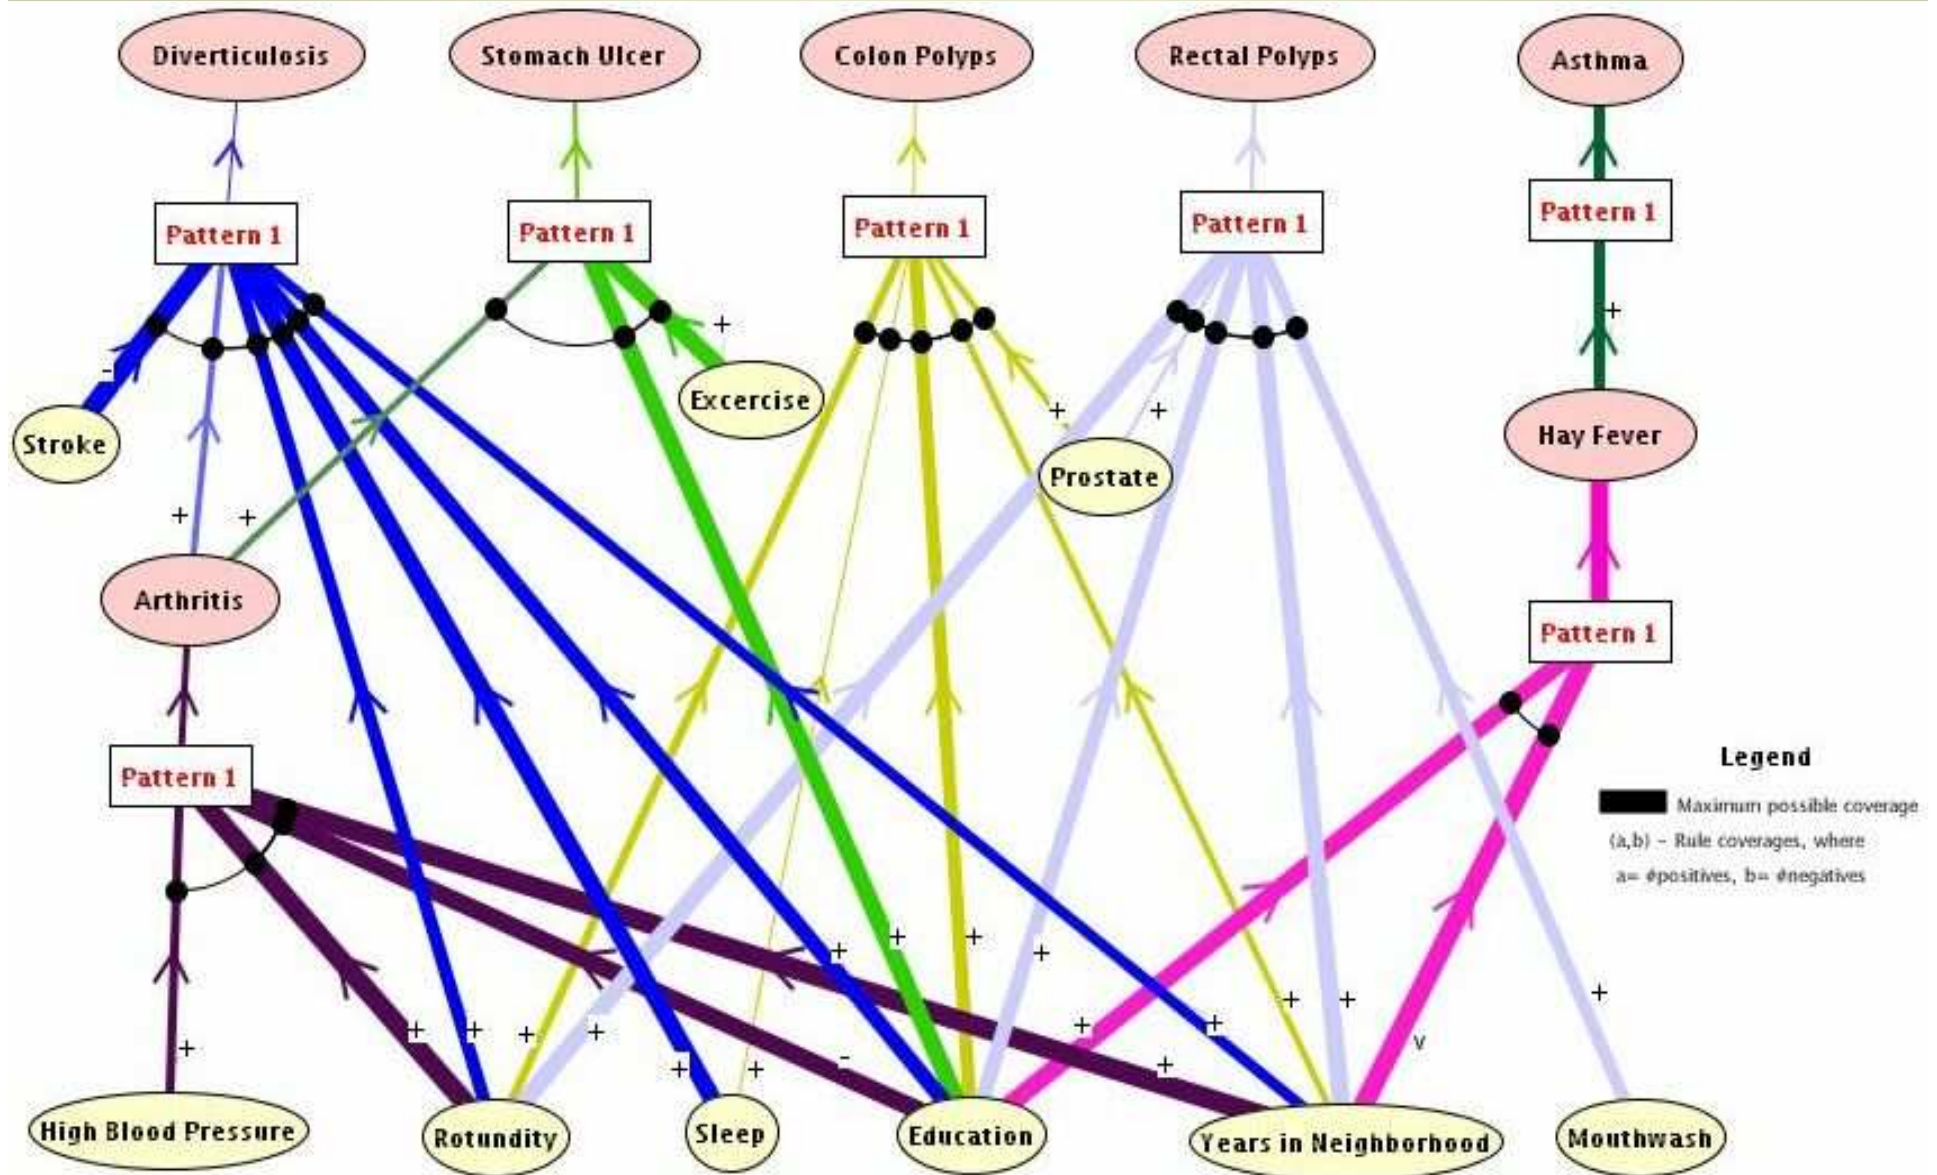 Diverticulosis
Stomach Ulcer
Colon Polyps
Rectal Polyps
Asthma
Pattern 1
Pattern 1
Pattern 1
Pattern 1
Pattern 1
+
+
-
Stroke
Excercise
+
+
Hay Fever
Prostate
+
+
Arthritis
Pattern 1
Pattern 1
Legend
Maximum possible coverage
(a,b) - Rule coverages, where
a= #positives, b= #negatives
+
+
+
+
+
+
+
+
+
+
+
+
+
+
v
+
-
+
+
+
High Blood Pressure
Rotundity
Sleep
Education
Years in Neighborhood
Mouthwash